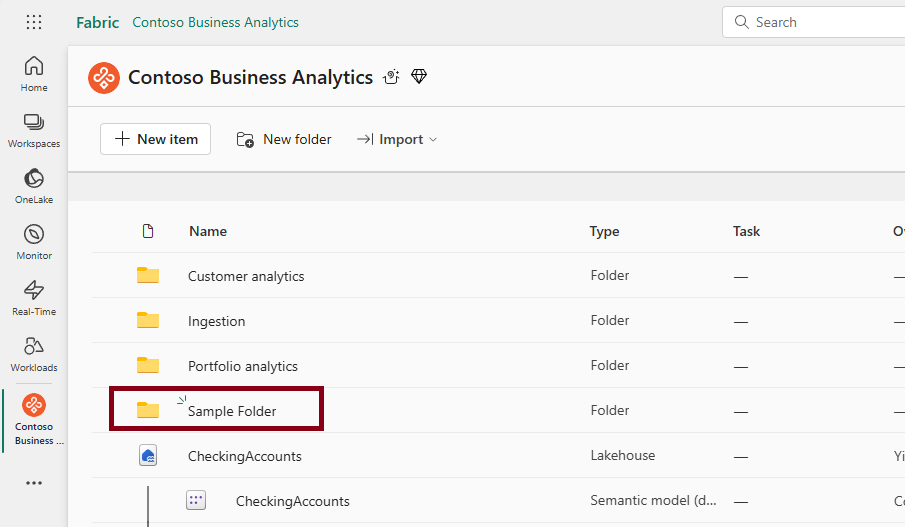 Fabric Contoso Business Analytics
Search
Home
Workspaces
OneLake
Monitor
Real-Time
Workloads
Contoso
Business ...
Contoso Business Analytics
New item New folder Import
Name Type Task
Customer analytics Folder —
Ingestion Folder —
Portfolio analytics Folder —
Sample Folder Folder —
CheckingAccounts Lakehouse — Yi
CheckingAccounts Semantic model (d... —